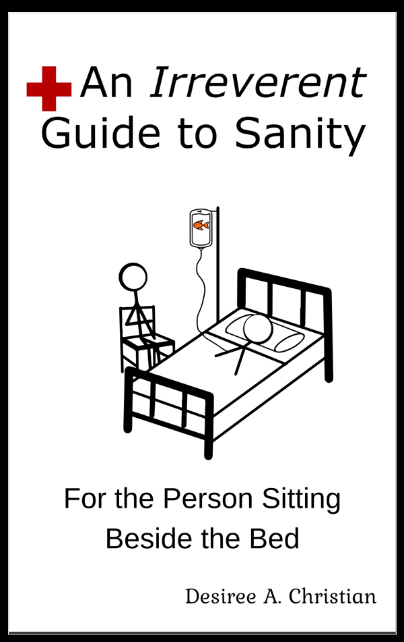 An Irreverent
Guide to Sanity
For the Person Sitting
Beside the Bed
Desiree A. Christian